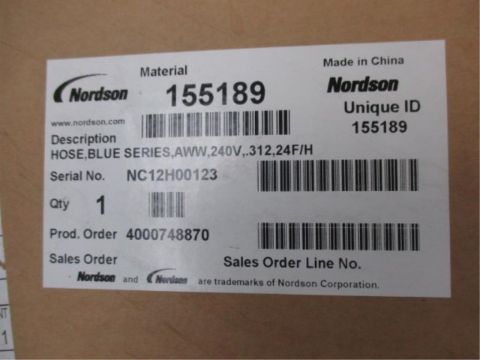 Nordson
www.nordson.com
Material
155189
Made in China
Nordson
Unique ID
155189
Description
HOSE,BLUE SERIES,AWW,240V,.312,24F/H
Serial No. NC12H00123
Qty 1
Prod. Order 4000748870
Sales Order Sales Order Line No.
Nordson and Nordson are trademarks of Nordson Corporation.
NT
1